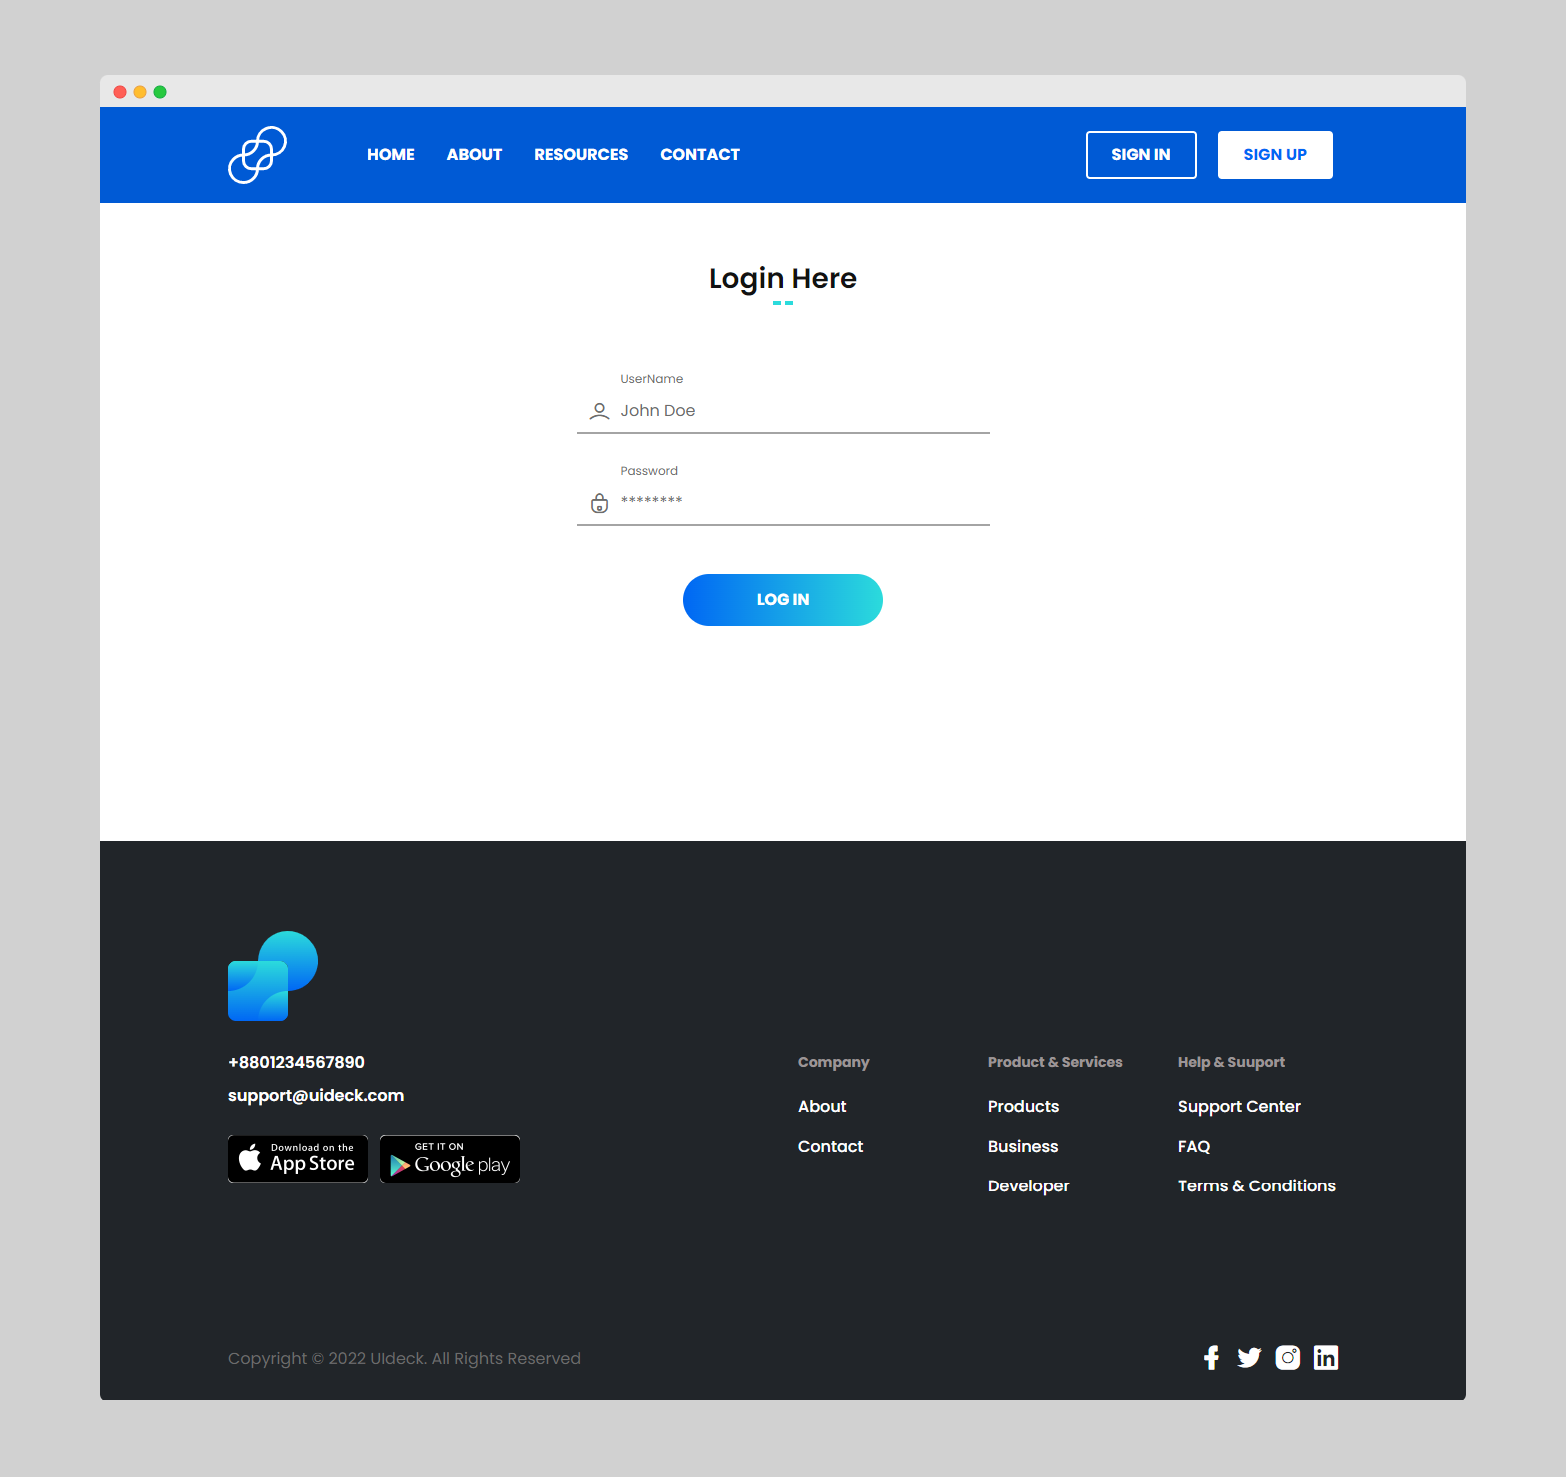 HOME ABOUT RESOURCES CONTACT SIGN IN SIGN UP
Login Here
UserName
John Doe
Password
********
LOG IN
+8801234567890
support@uideck.com
Download on the
App Store
GET IT ON
Google play
Company
About
Contact
Product & Services
Products
Business
Developer
Help & Suuport
Support Center
FAQ
Terms & Conditions
Copyright © 2022 UIdeck. All Rights Reserved